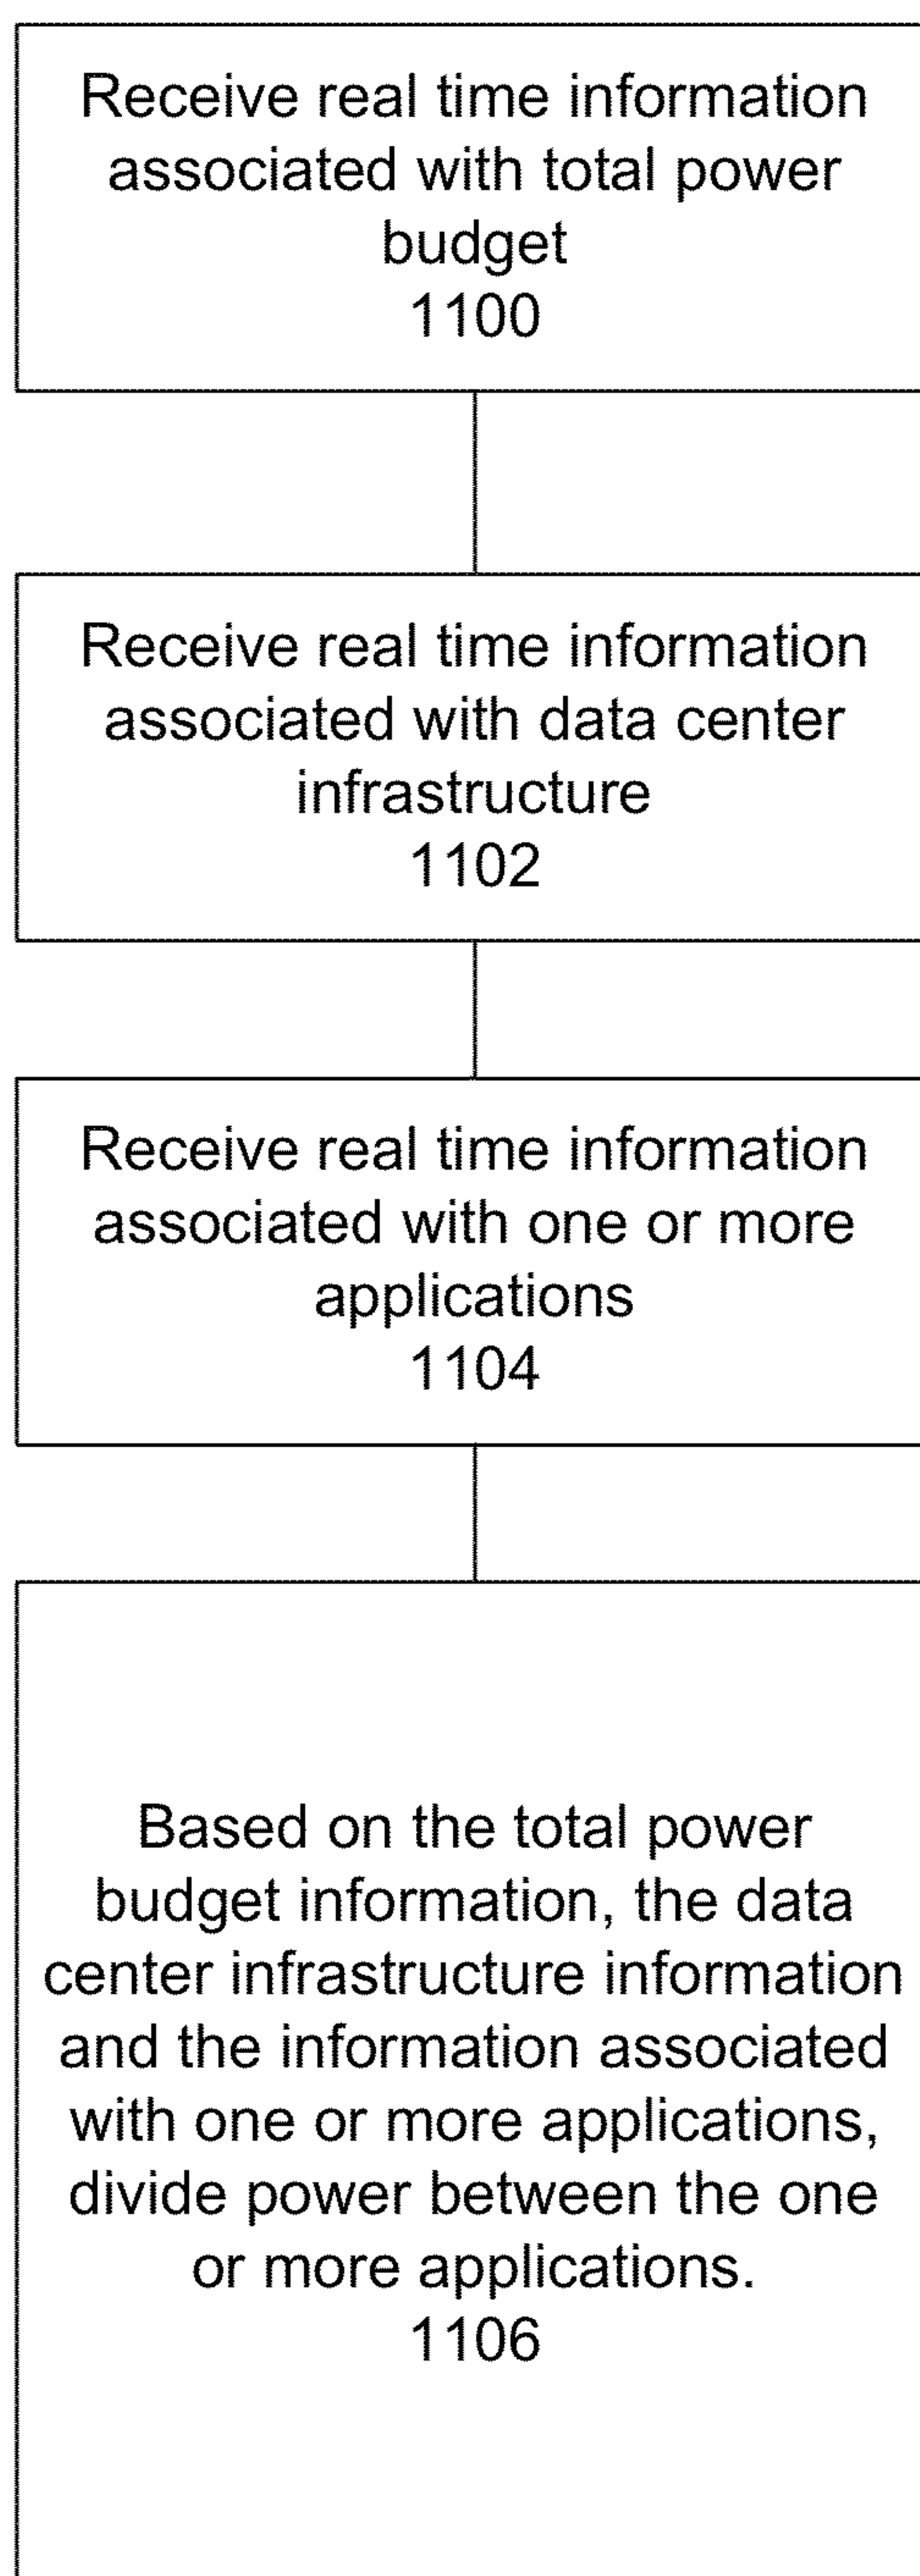 Receive real time information
associated with total power
budget
1100
Receive real time information
associated with data center
infrastructure
1102
Receive real time information
associated with one or more
applications
1104
Based on the total power
budget information, the data
center infrastructure information
and the information associated
with one or more applications,
divide power between the one
or more applications.
1106